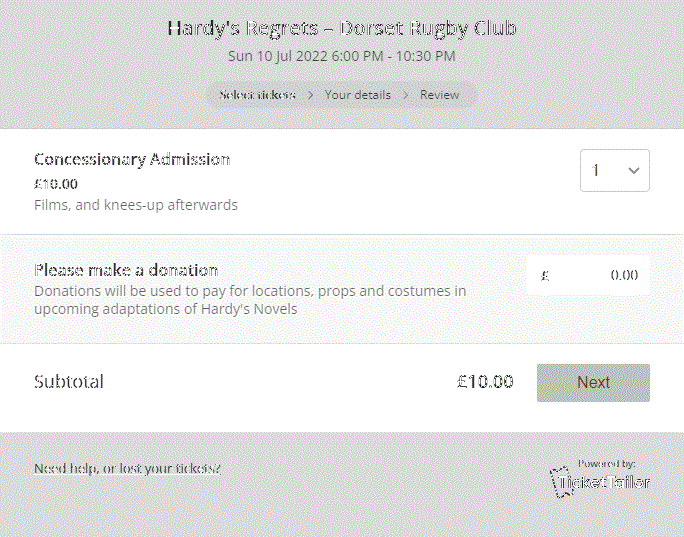 Hardy's Regrets – Dorset Rugby Club
Sun 10 Jul 2022 6:00 PM - 10:30 PM
Select tickets > Your details > Review
Concessionary Admission
£10.00
Films, and knees-up afterwards
1
Please make a donation
Donations will be used to pay for locations, props and costumes in
upcoming adaptations of Hardy's Novels
£ 0.00
Subtotal £10.00 Next
Need help, or lost your tickets?
Powered by:
TicketTailor